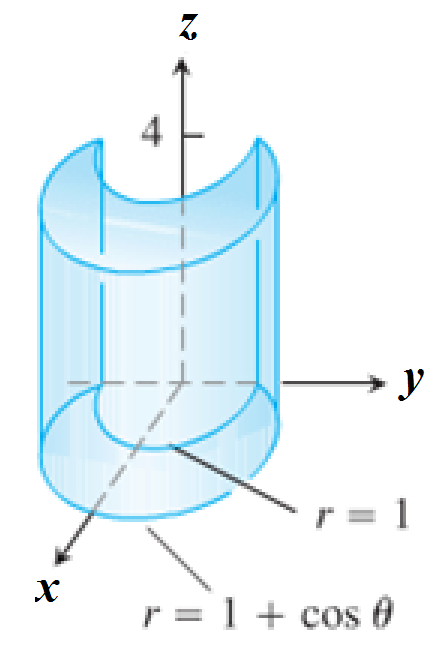 z
4
y
r = 1
x
r = 1 + cos θ